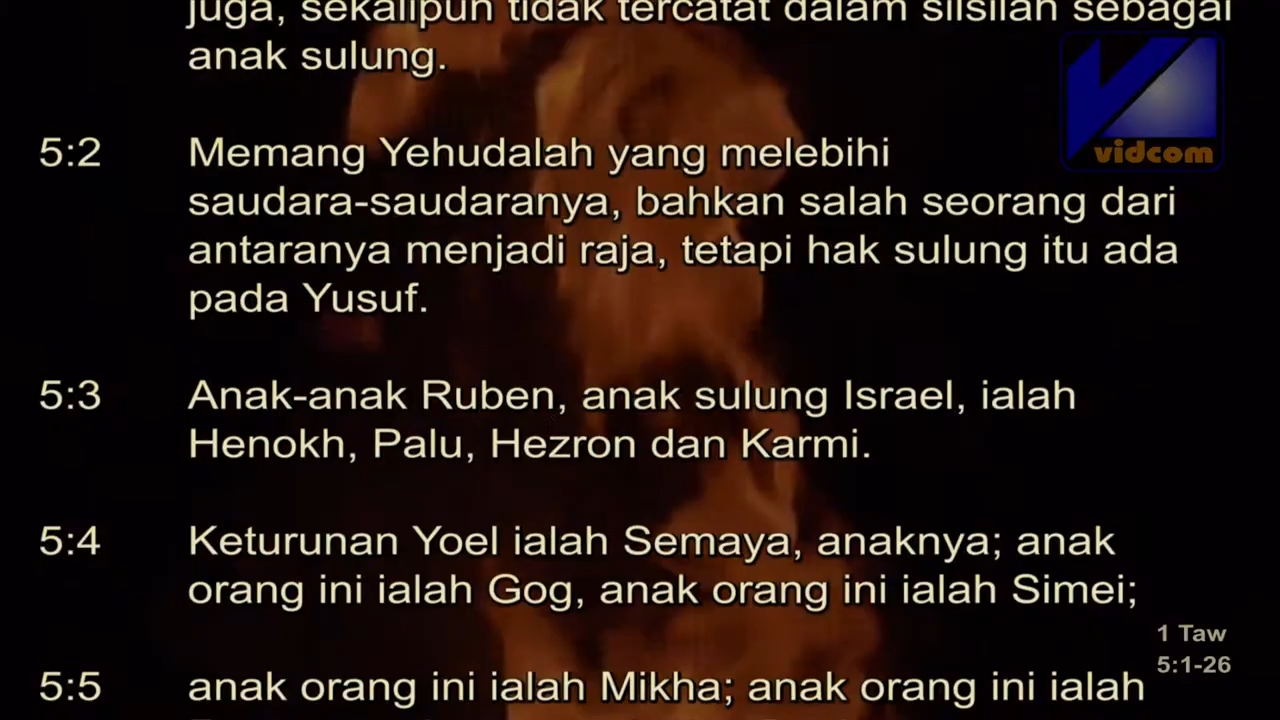 juga, sekalipun tidak tercatat dalam silsilah sebagai
anak sulung.
vidcom
5:2 Memang Yehudalah yang melebihi
saudara-saudaranya, bahkan salah seorang dari
antaranya menjadi raja, tetapi hak sulung itu ada
pada Yusuf.
5:3 Anak-anak Ruben, anak sulung Israel, ialah
Henokh, Palu, Hezron dan Karmi.
5:4 Keturunan Yoel ialah Semaya, anaknya; anak
orang ini ialah Gog, anak orang ini ialah Simei;
1 Taw
5:1-26
5:5 anak orang ini ialah Mikha; anak orang ini ialah